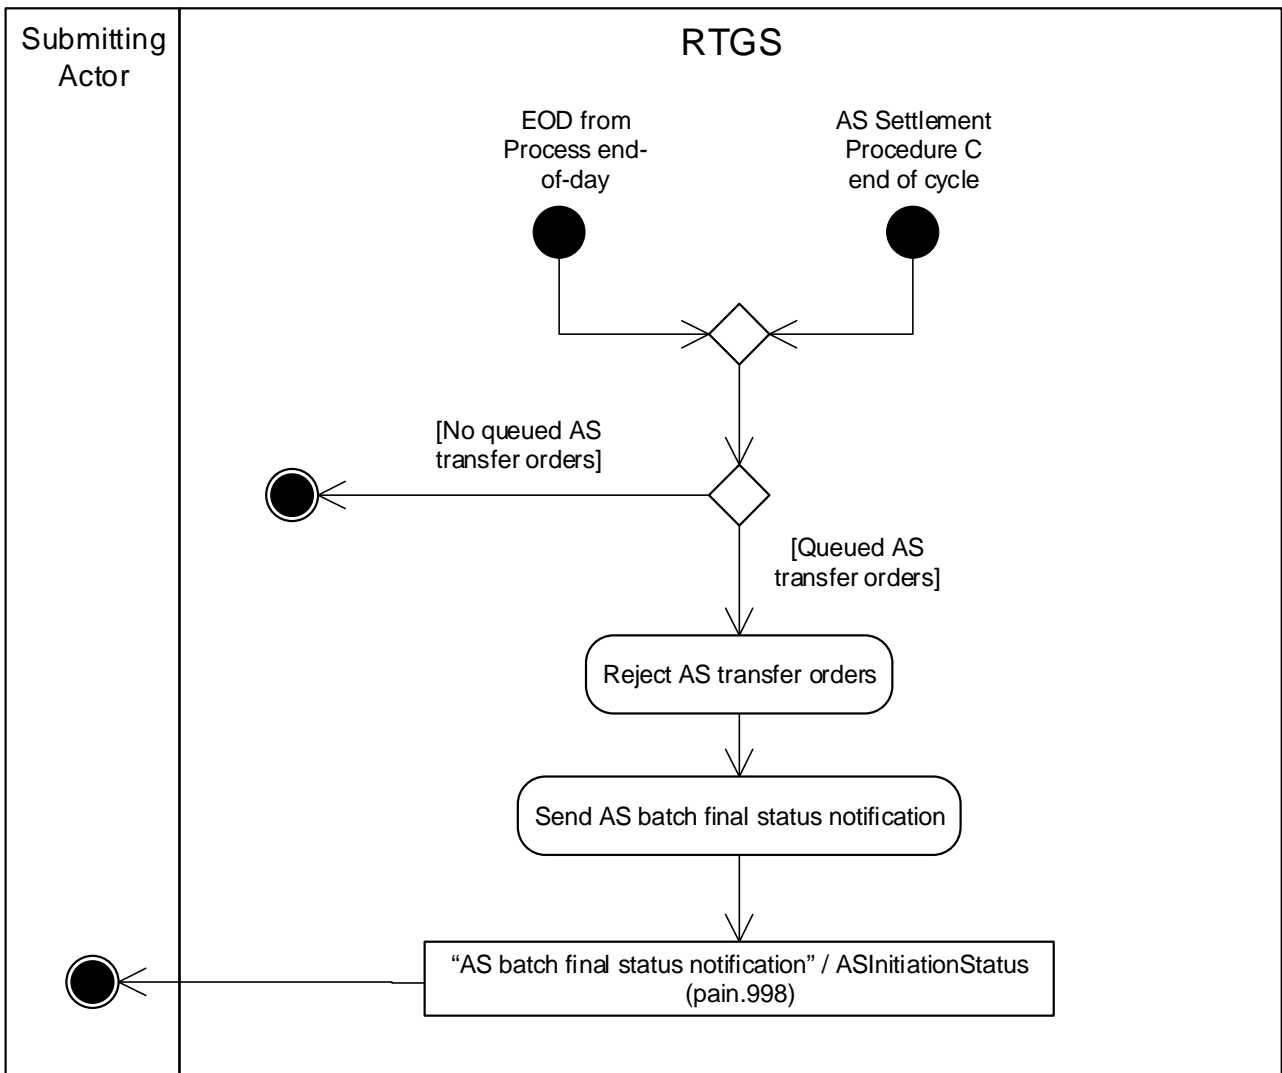 Submitting
Actor
RTGS
EOD from
Process end-
of-day
AS Settlement
Procedure C
end of cycle
[No queued AS
transfer orders]
[Queued AS
transfer orders]
Reject AS transfer orders
Send AS batch final status notification
“AS batch final status notification” / ASInitiationStatus
(pain.998)